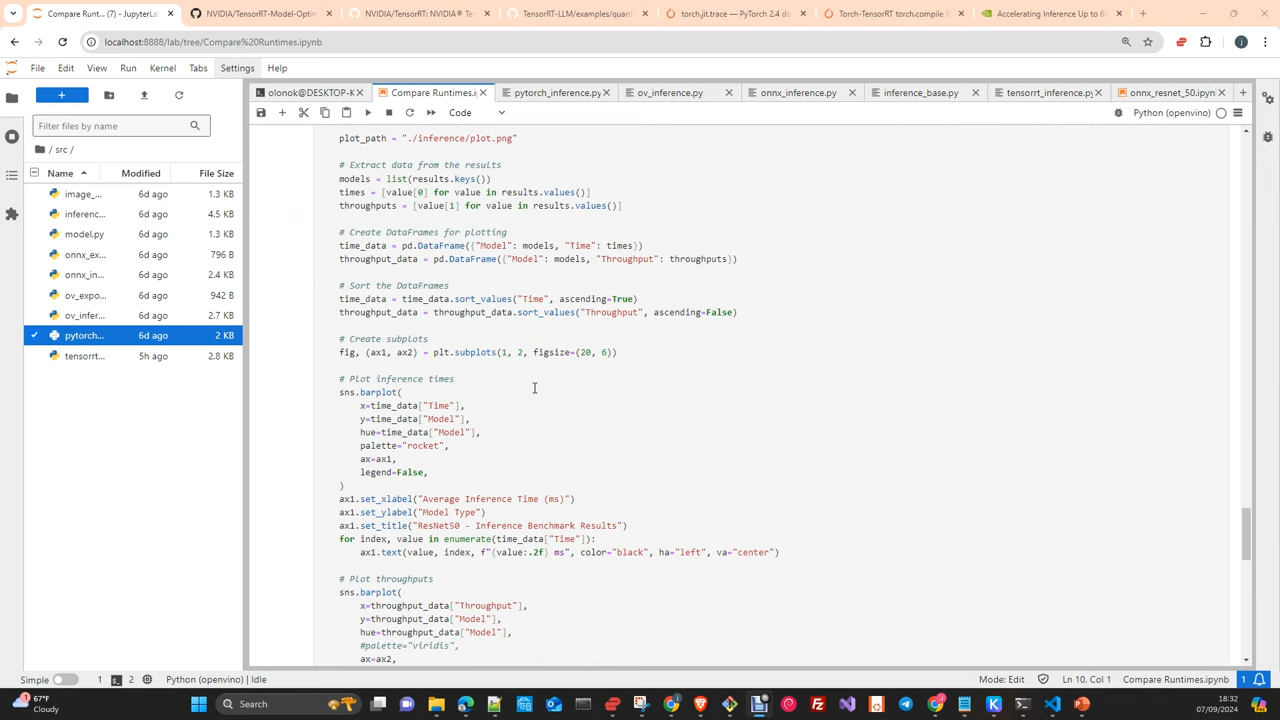 Compare Run... (7) - JupyterLa
NVIDIA/TensorRT-Model-Optim
NVIDIA/TensorRT: NVIDIA® Te
TensorRT-LLM/examples/quan
torch.jit.trace — PyTorch 2.4 do
Torch-TensorRT torch.compile B
Accelerating Inference Up to 6x
localhost:8888/lab/tree/Compare%20Runtimes.ipynb
File Edit View Run Kernel Tabs Settings Help
olonok@DESKTOP-K
Compare Runtimes.i
pytorch_inference.py
ov_inference.py
onnx_inference.py
inference_base.py
tensorrt_inference.py
onnx_resnet_50.ipynb
Filter files by name
Code
Python (openvino)
/ src /
Name Modified File Size
image_... 6d ago 1.3 KB
inferenc... 6d ago 4.5 KB
model.py 6d ago 1.3 KB
onnx_ex... 6d ago 796 B
onnx_in... 6d ago 2.4 KB
ov_expo... 6d ago 942 B
ov_infer... 6d ago 2.7 KB
pytorch... 6d ago 2 KB
tensorrt... 5h ago 2.8 KB
plot_path = "./inference/plot.png"
# Extract data from the results
models = list(results.keys())
times = [value[0] for value in results.values()]
throughputs = [value[1] for value in results.values()]
# Create DataFrames for plotting
time_data = pd.DataFrame({"Model": models, "Time": times})
throughput_data = pd.DataFrame({"Model": models, "Throughput": throughputs})
# Sort the DataFrames
time_data = time_data.sort_values("Time", ascending=True)
throughput_data = throughput_data.sort_values("Throughput", ascending=False)
# Create subplots
fig, (ax1, ax2) = plt.subplots(1, 2, figsize=(20, 6))
# Plot inference times
sns.barplot(
x=time_data["Time"],
y=time_data["Model"],
hue=time_data["Model"],
palette="rocket",
ax=ax1,
legend=False,
)
ax1.set_xlabel("Average Inference Time (ms)")
ax1.set_ylabel("Model Type")
ax1.set_title("ResNet50 - Inference Benchmark Results")
for index, value in enumerate(time_data["Time"]):
ax1.text(value, index, f"{value:.2f} ms", color="black", ha="left", va="center")
# Plot throughputs
sns.barplot(
x=throughput_data["Throughput"],
y=throughput_data["Model"],
hue=throughput_data["Model"],
#palette="viridis",
ax=ax2,
Simple
1
2
Python (openvino) | Idle
Mode: Edit
Ln 10, Col 1
Compare Runtimes.ipynb
1
67°F
Cloudy
Search
18:32
07/09/2024